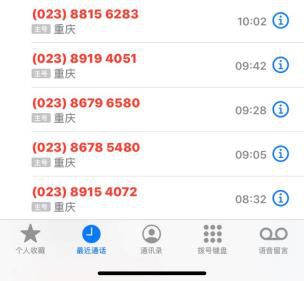 (023) 8815 6283
主号 重庆
10:02
(023) 8919 4051
主号 重庆
09:42
(023) 8679 6580
主号 重庆
09:28
(023) 8678 5480
主号 重庆
09:05
(023) 8915 4072
主号 重庆
08:32
个人收藏 最近通话 通讯录 拨号键盘 语音留言